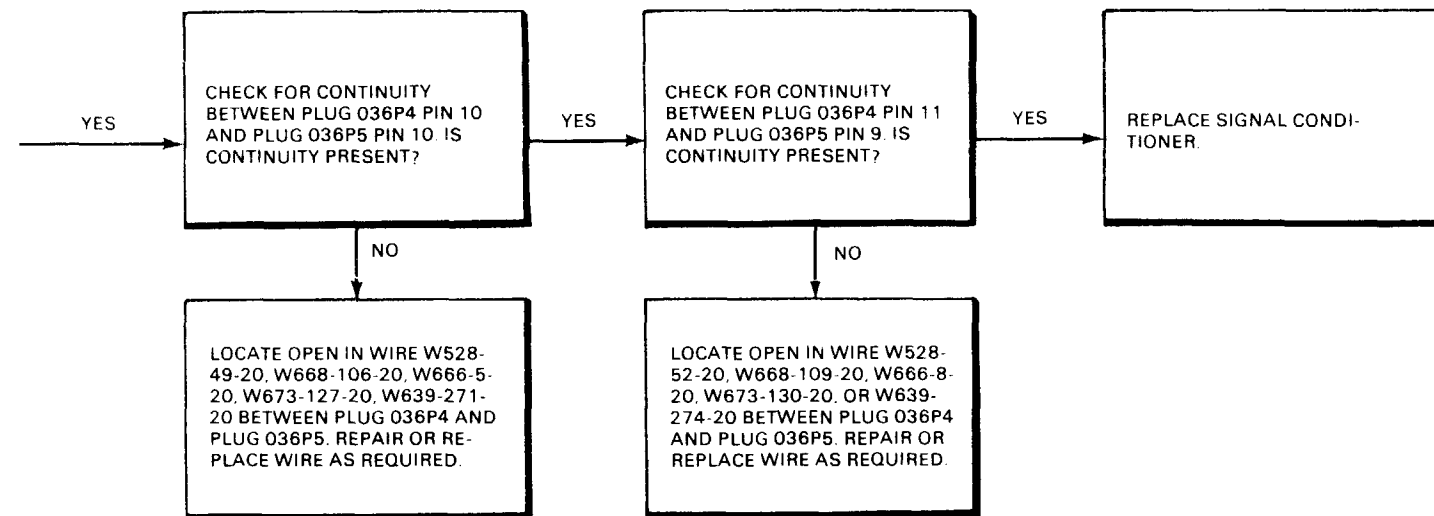 YES
CHECK FOR CONTINUITY
BETWEEN PLUG 036P4 PIN 10
AND PLUG 036P5 PIN 10. IS
CONTINUITY PRESENT?
YES
CHECK FOR CONTINUITY
BETWEEN PLUG 036P4 PIN 11
AND PLUG 036P5 PIN 9. IS
CONTINUITY PRESENT?
YES
REPLACE SIGNAL CONDI-
TIONER.
NO
NO
LOCATE OPEN IN WIRE W528-
49-20, W668-106-20, W666-5-
20, W673-127-20, W639-271-
20 BETWEEN PLUG 036P4 AND
PLUG 036P5. REPAIR OR RE-
PLACE WIRE AS REQUIRED.
LOCATE OPEN IN WIRE W528-
52-20, W668-109-20, W666-8-
20, W673-130-20, OR W639-
274-20 BETWEEN PLUG 036P4
AND PLUG 036P5. REPAIR OR
REPLACE WIRE AS REQUIRED.